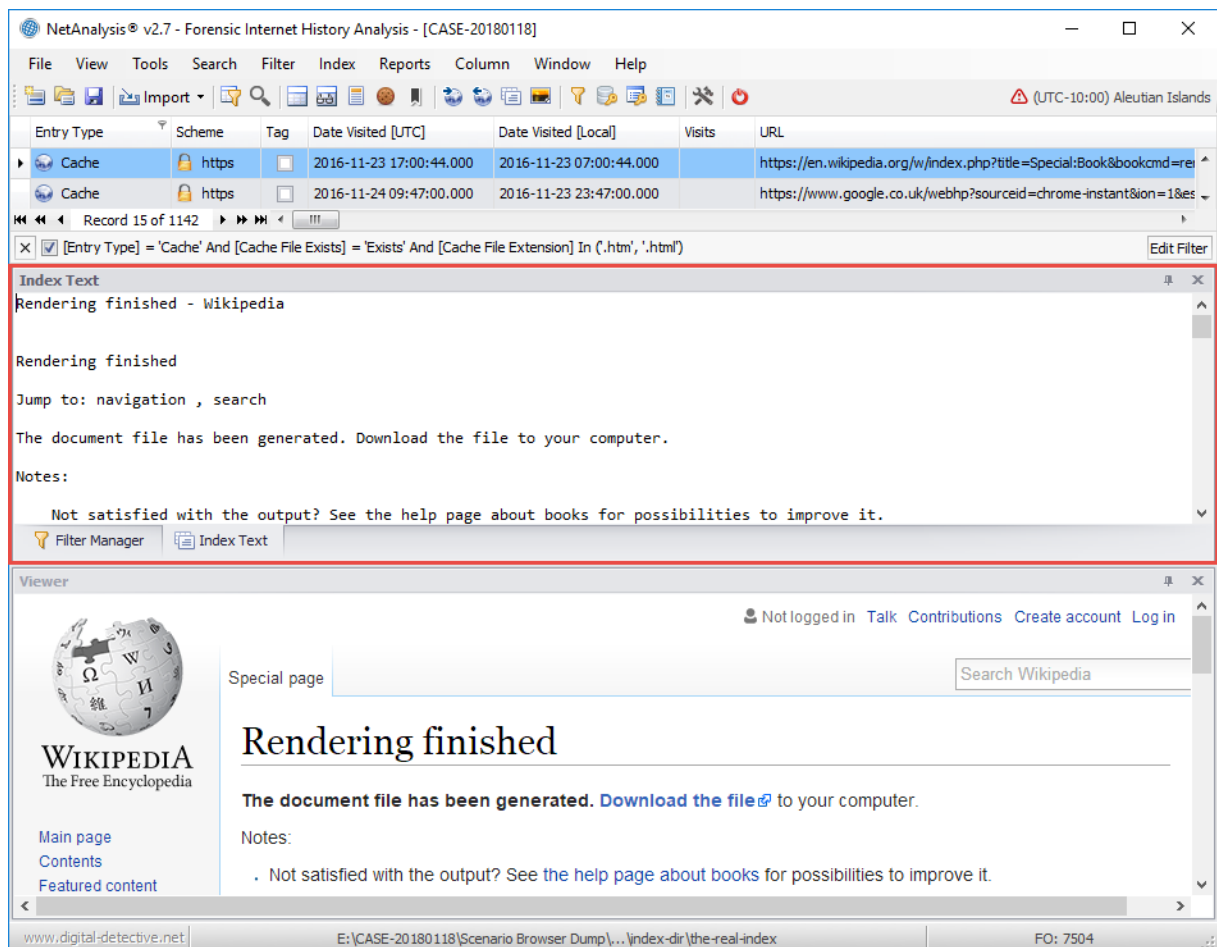 NetAnalysis® v2.7 - Forensic Internet History Analysis - [CASE-20180118]
File View Tools Search Filter Index Reports Column Window Help
Import (UTC-10:00) Aleutian Islands
Entry Type Scheme Tag Date Visited [UTC] Date Visited [Local] Visits URL
Cache https 2016-11-23 17:00:44.000 2016-11-23 07:00:44.000 https://en.wikipedia.org/w/index.php?title=Special:Book&bookcmd=rei
Cache https 2016-11-24 09:47:00.000 2016-11-23 23:47:00.000 https://www.google.co.uk/webhp?sourceid=chrome-instant&ion=1&es
Record 15 of 1142
[Entry Type] = 'Cache' And [Cache File Exists] = 'Exists' And [Cache File Extension] In ('.htm', '.html') Edit Filter
Index Text
Rendering finished - Wikipedia
Rendering finished
Jump to: navigation , search
The document file has been generated. Download the file to your computer.
Notes:
Not satisfied with the output? See the help page about books for possibilities to improve it.
Filter Manager Index Text
Viewer
Not logged in Talk Contributions Create account Log in
Special page Search Wikipedia
Ω W И 維 7
WIKIPEDIA
The Free Encyclopedia
Rendering finished
The document file has been generated. Download the file to your computer.
Main page
Contents
Featured content
Notes:
. Not satisfied with the output? See the help page about books for possibilities to improve it.
www.digital-detective.net E:\CASE-20180118\Scenario Browser Dump\...\index-dir\the-real-index FO: 7504